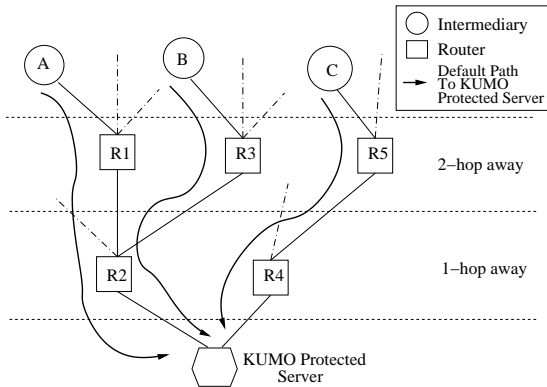 Intermediary
Router
Default Path
To KUMO
Protected Server
A
B
C
R1
R3
R5
2-hop away
R2
R4
1-hop away
KUMO Protected
Server